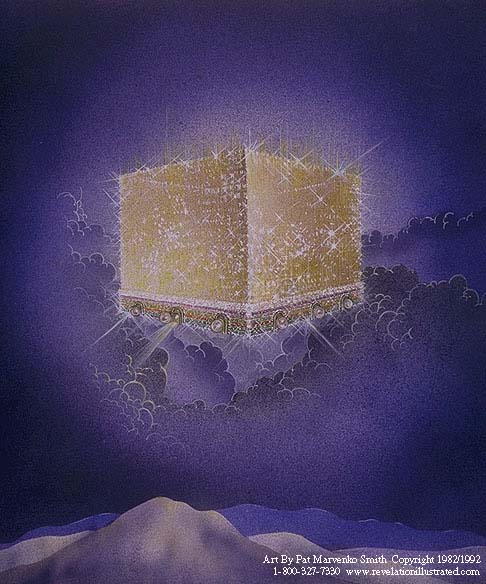 Art By Pat Marvenko Smith Copyright 1982/1992
1-800-327-7330 www.revelationillustrated.com